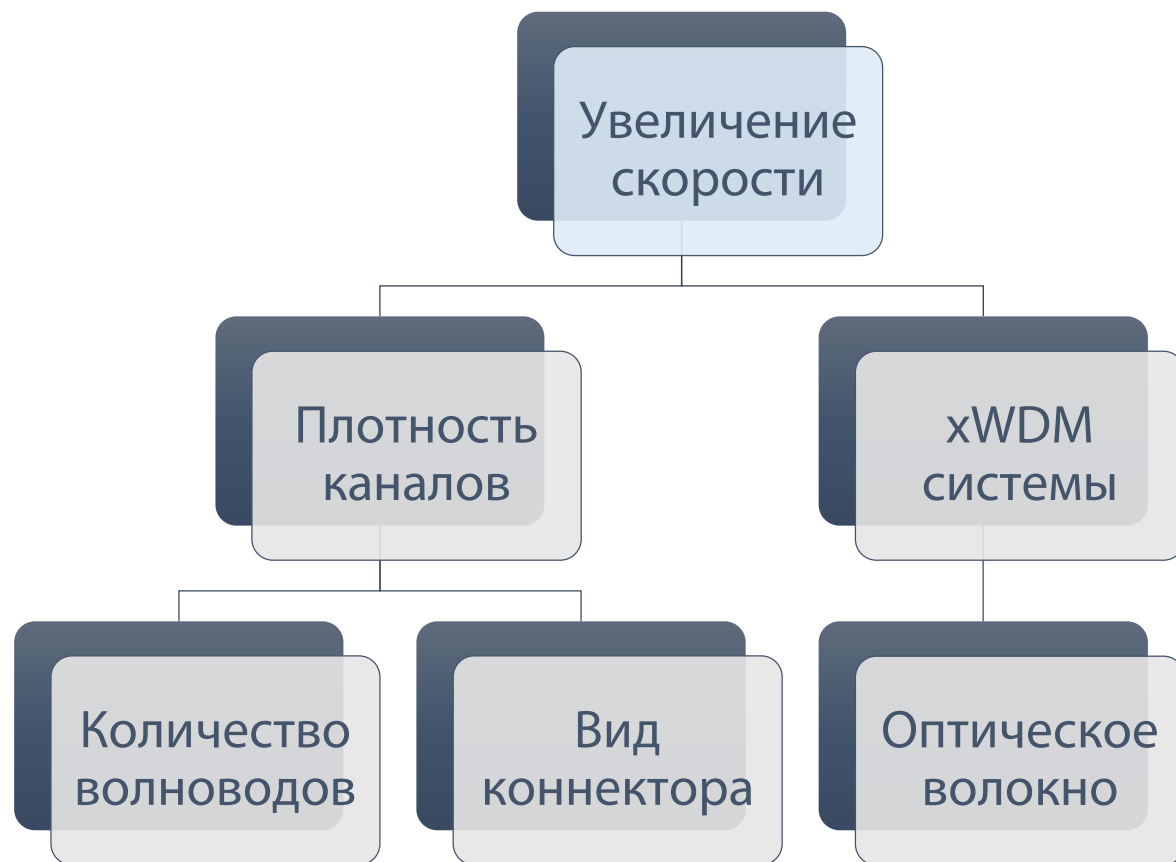 Увеличение
скорости
Плотность
каналов
xWDM
системы
Количество
волноводов
Вид
коннектора
Оптическое
волокно